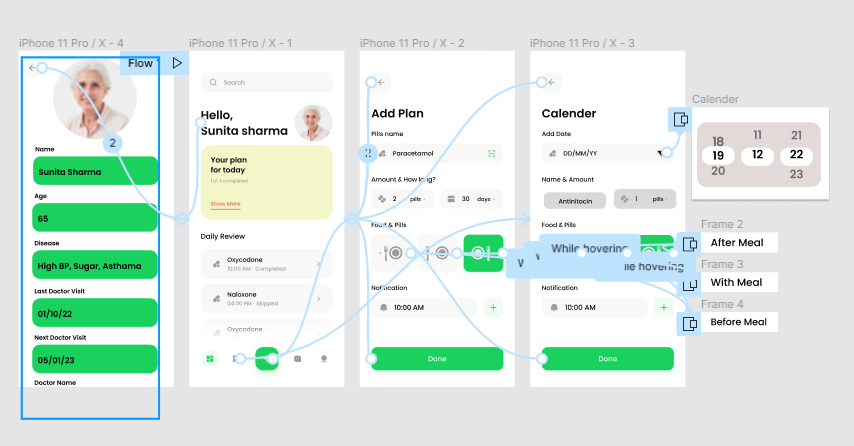 iPhone 11 Pro / X - 4
Flow
2
Name
Sunita Sharma
Age
65
Disease
High BP, Sugar, Asthama
Last Doctor Visit
01/10/22
Next Doctor Visit
05/01/23
Doctor Name
iPhone 11 Pro / X - 1
Search
Hello,
Sunita sharma
Your plan
for today
1 of 4 completed
Show More
Daily Review
Oxycodone
10:00 AM · Completed
Naloxone
04:00 PM · Skipped
Oxycodone
iPhone 11 Pro / X - 2
Add Plan
Pills name
Paracetamol
Amount & How long?
2 pills
30 days
Food & Pills
Notification
10:00 AM
+
Done
iPhone 11 Pro / X - 3
Calender
Add Date
DD/MM/YY
Name & Amount
Antinitocin
1 pills
Food & Pills
While hovering
ile hovering
Notification
10:00 AM
+
Done
Calender
18 11 21
19 12 22
20 23
Frame 2
After Meal
Frame 3
With Meal
Frame 4
Before Meal